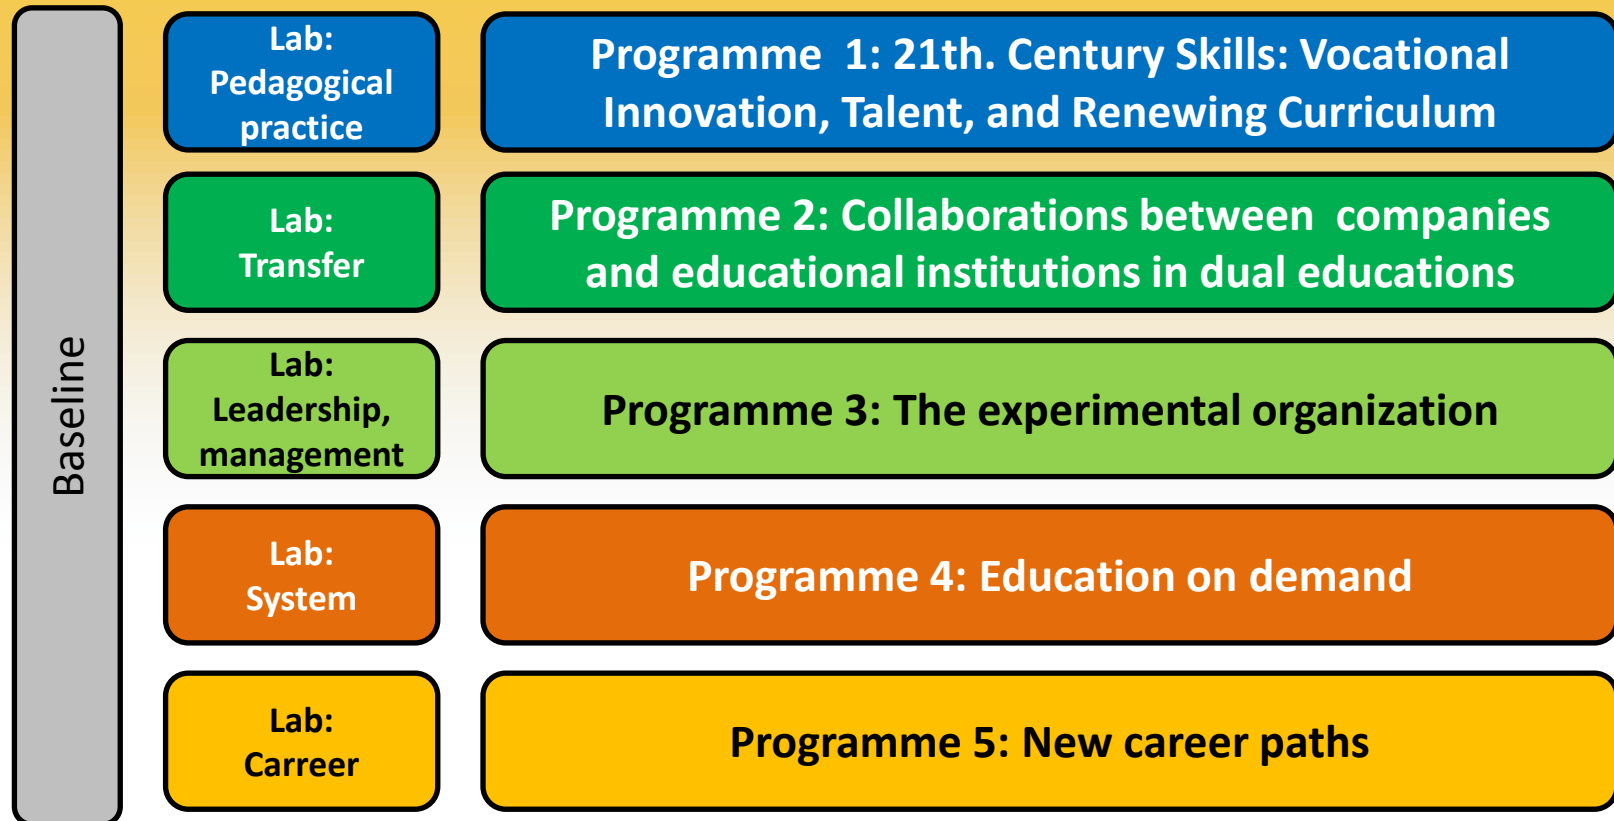 Baseline
Lab:
Pedagogical
practice
Programme 1: 21th. Century Skills: Vocational
Innovation, Talent, and Renewing Curriculum
Lab:
Transfer
Programme 2: Collaborations between companies
and educational institutions in dual educations
Lab:
Leadership,
management
Programme 3: The experimental organization
Lab:
System
Programme 4: Education on demand
Lab:
Carreer
Programme 5: New career paths